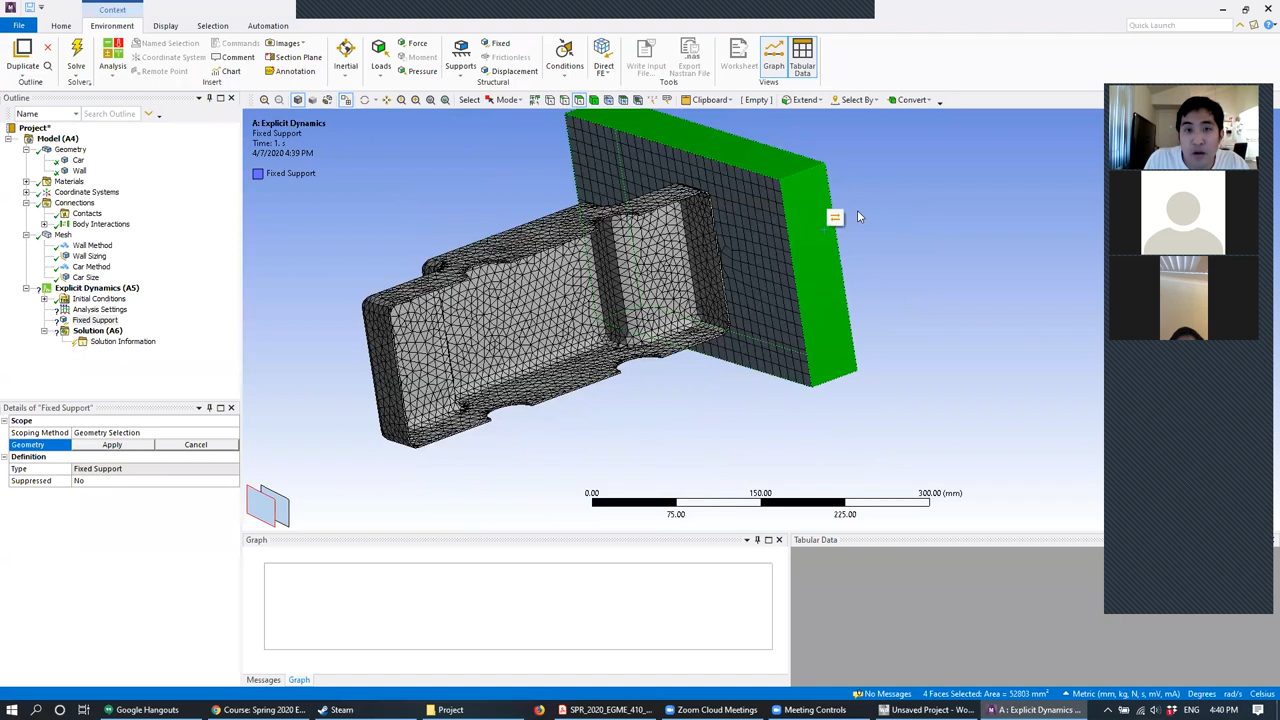 Context
File
Home
Environment
Display
Selection
Automation
Quick Launch
Duplicate
Outline
Solve
Solver
Analysis
Named Selection
Coordinate System
Remote Point
Commands
Comment
Chart
Images
Section Plane
Annotation
Insert
Inertial
Loads
Force
Moment
Pressure
Supports
Fixed
Frictionless
Displacement
Structural
Conditions
Direct
FE
Write Input
File...
Export
Nastran File
Tools
Worksheet
Graph
Tabular
Data
Views
Outline
Name
Search Outline
Select
Mode
Clipboard
[ Empty ]
Extend
Select By
Convert
Project*
Model (A4)
Geometry
Car
Wall
Materials
Coordinate Systems
Connections
Contacts
Body Interactions
Mesh
Wall Method
Wall Sizing
Car Method
Car Size
Explicit Dynamics (A5)
Initial Conditions
Analysis Settings
Fixed Support
Solution (A6)
Solution Information
A: Explicit Dynamics
Fixed Support
Time: 1. s
4/7/2020 4:39 PM
Fixed Support
Details of "Fixed Support"
Scope
Scoping Method Geometry Selection
Geometry Apply Cancel
Definition
Type Fixed Support
Suppressed No
0.00 150.00 300.00 (mm)
75.00 225.00
Graph
Tabular Data
Messages Graph
No Messages
4 Faces Selected: Area = 52803 mm²
Metric (mm, kg, N, s, mV, mA)
Degrees
rad/s
Celsius
Google Hangouts
Course: Spring 2020 E...
Steam
Project
SPR_2020_EGME_410_...
Zoom Cloud Meetings
Meeting Controls
Unsaved Project - Wo...
A : Explicit Dynamics ...
ENG
4:40 PM